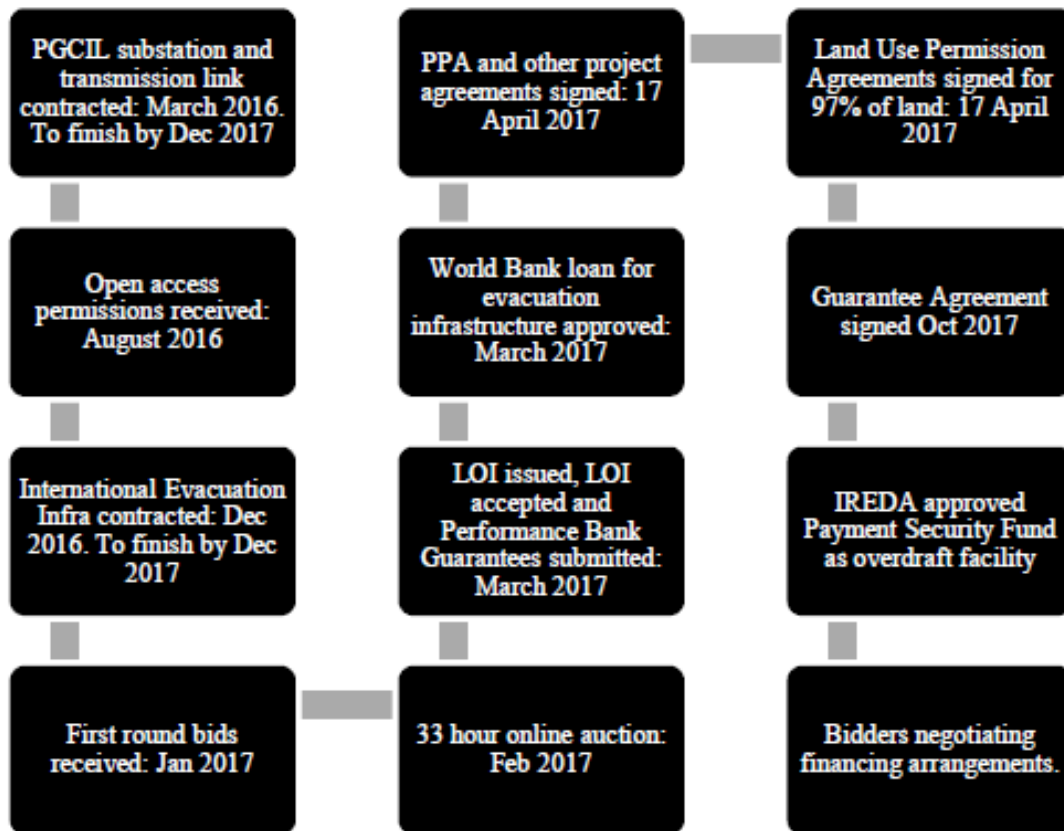 PGCIL substation and
transmission link
contracted: March 2016.
To finish by Dec 2017
Open access
permissions received:
August 2016
International Evacuation
Infra contracted: Dec
2016. To finish by Dec
2017
First round bids
received: Jan 2017
33 hour online auction:
Feb 2017
LOI issued, LOI
accepted and
Performance Bank
Guarantees submitted:
March 2017
World Bank loan for
evacuation
infrastructure approved:
March 2017
PPA and other project
agreements signed: 17
April 2017
Land Use Permission
Agreements signed for
97% of land: 17 April
2017
Guarantee Agreement
signed Oct 2017
IREDA approved
Payment Security Fund
as overdraft facility
Bidders negotiating
financing arrangements.